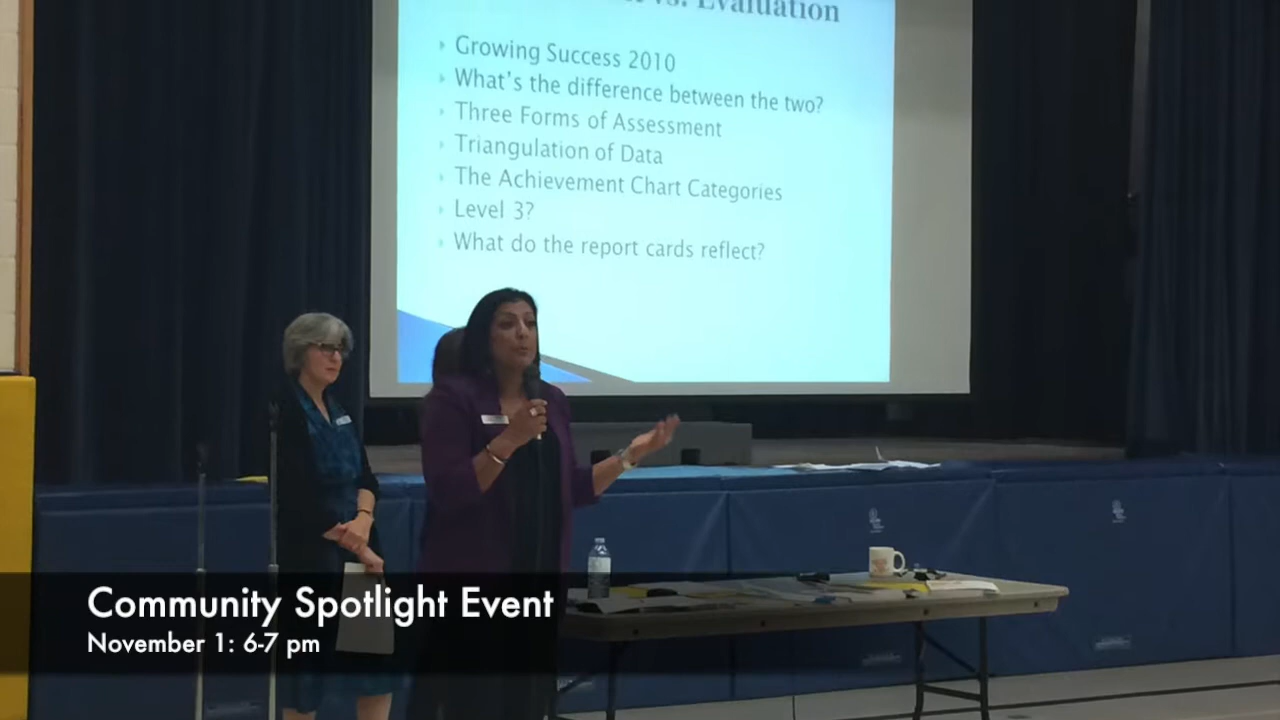 vs. Evaluation
Growing Success 2010
What's the difference between the two?
Three Forms of Assessment
Triangulation of Data
The Achievement Chart Categories
Level 3?
What do the report cards reflect?
Community Spotlight Event
November 1: 6-7 pm